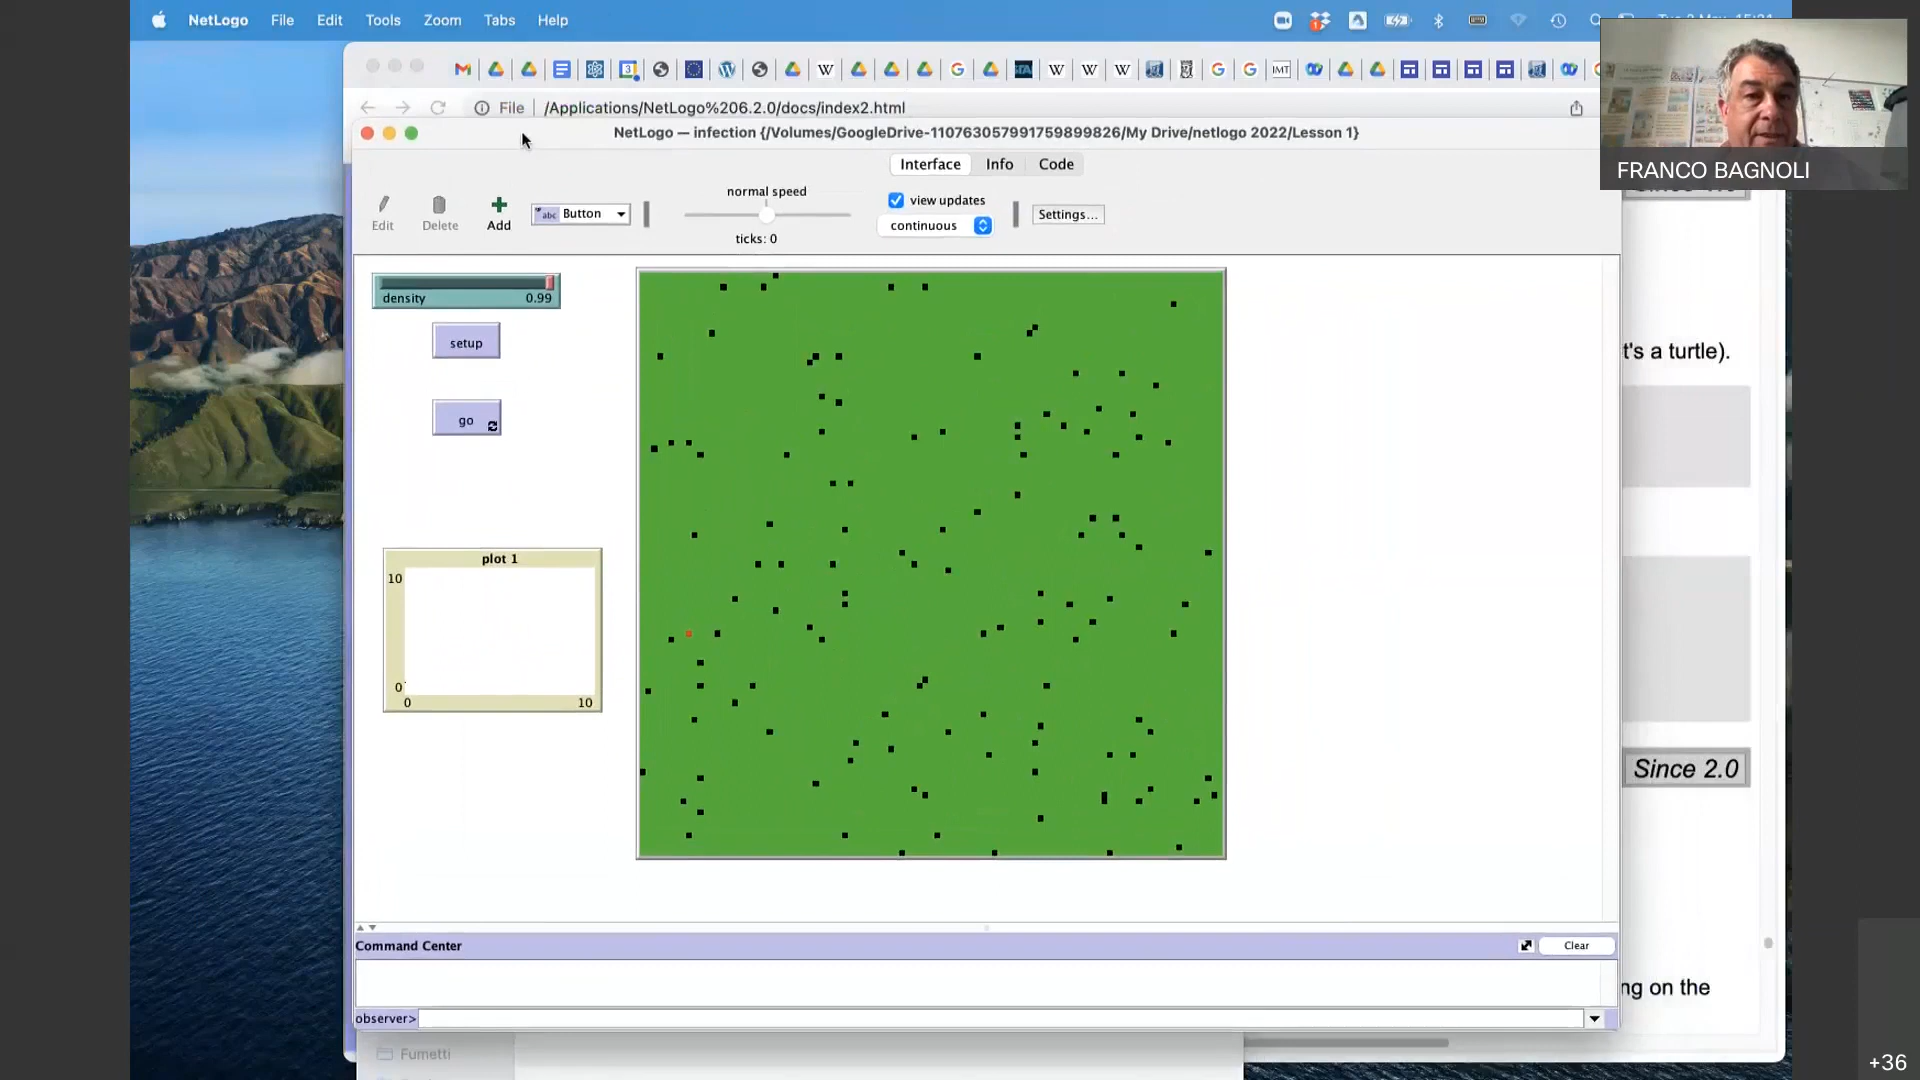 NetLogo File Edit Tools Zoom Tabs Help
File /Applications/NetLogo%206.2.0/docs/index2.html
NetLogo — infection {/Volumes/GoogleDrive-110763057991759899826/My Drive/netlogo 2022/Lesson 1}
FRANCO BAGNOLI
Interface Info Code
normal speed
view updates
Edit Delete Add abc Button
continuous
Settings...
ticks: 0
density 0.99
setup
go
t's a turtle).
plot 1
10
0
0 10
Since 2.0
Command Center
Clear
ng on the
observer>
Fumetti
+36